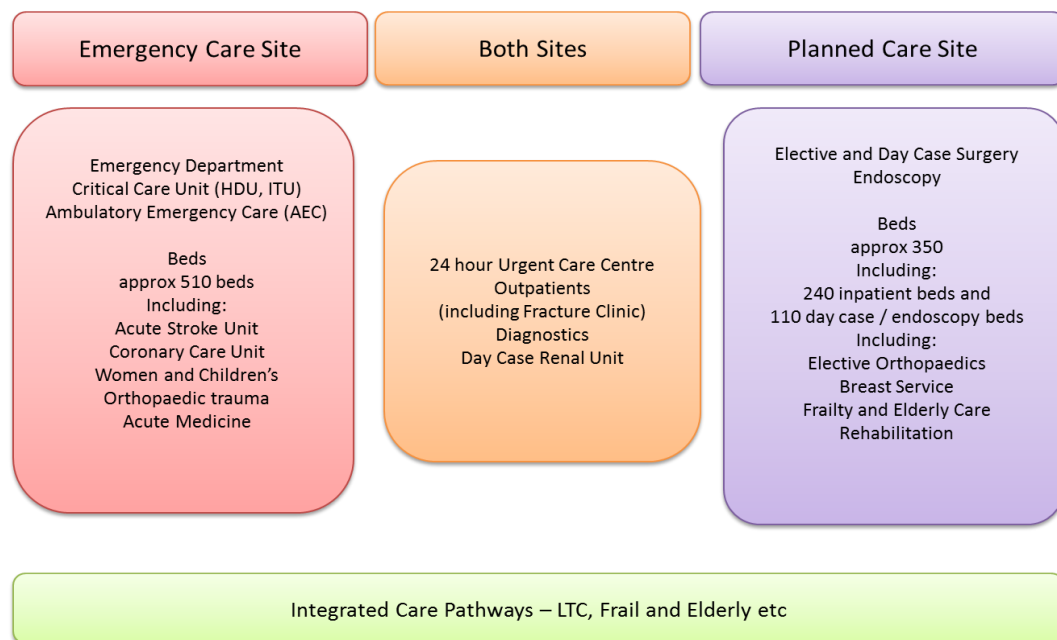 Emergency Care Site
Both Sites
Planned Care Site
Emergency Department
Critical Care Unit (HDU, ITU)
Ambulatory Emergency Care (AEC)
Beds
approx 510 beds
Including:
Acute Stroke Unit
Coronary Care Unit
Women and Children’s
Orthopaedic trauma
Acute Medicine
24 hour Urgent Care Centre
Outpatients
(including Fracture Clinic)
Diagnostics
Day Case Renal Unit
Elective and Day Case Surgery
Endoscopy
Beds
approx 350
Including:
240 inpatient beds and
110 day case / endoscopy beds
Including:
Elective Orthopaedics
Breast Service
Frailty and Elderly Care
Rehabilitation
Integrated Care Pathways – LTC, Frail and Elderly etc